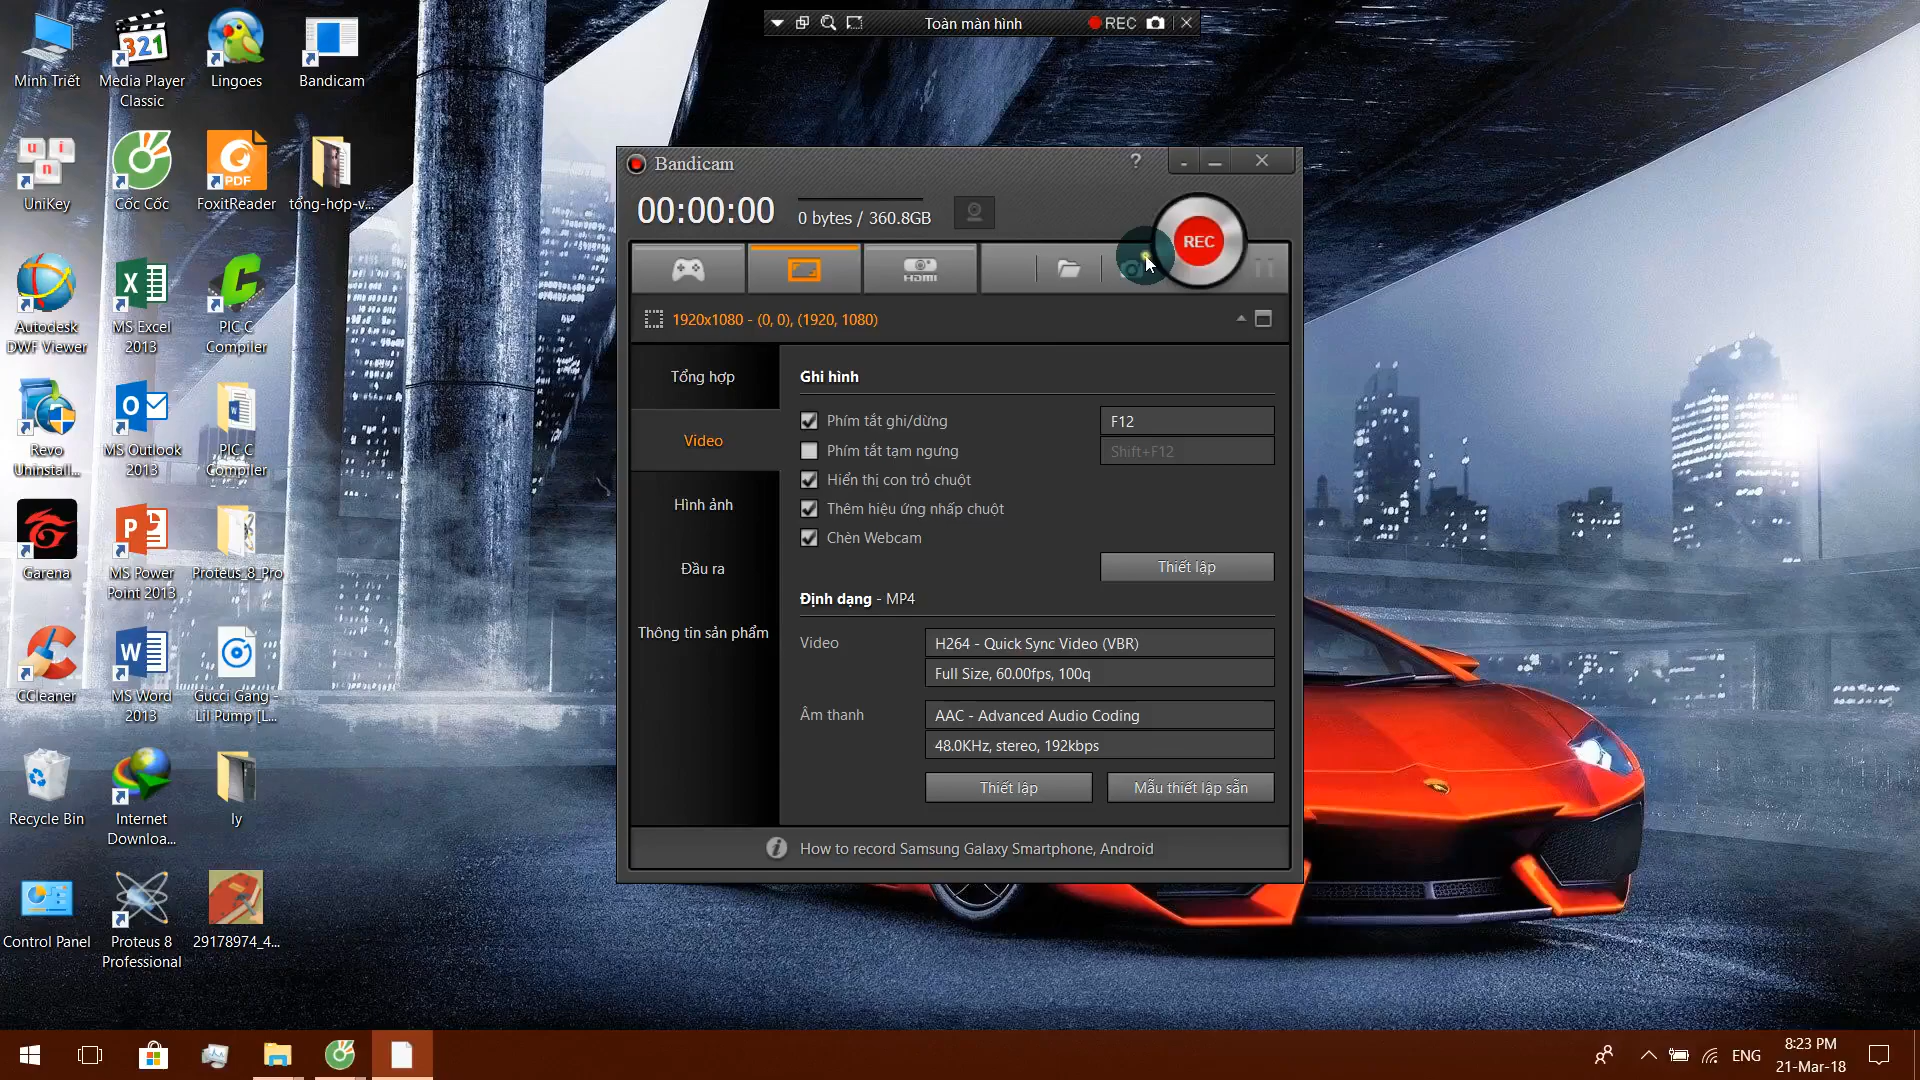 Toàn màn hình
REC
Minh Triết
Media Player
Classic
Lingoes
Bandicam
UniKey
Cốc Cốc
FoxitReader
PDF
tổng-hợp-v...
Autodesk
DWF Viewer
MS Excel
2013
PIC C
Compiler
Revo
Uninstall...
MS Outlook
2013
PIC C
Compiler
Garena
MS Power
Point 2013
Proteus_8_Pro
CCleaner
MS Word
2013
Gucci Gang -
Lil Pump [L...
Recycle Bin
Internet
Downloa...
ly
Control Panel
Proteus 8
Professional
29178974_4...
Bandicam
?
00:00:00
0 bytes / 360.8GB
REC
HDMI
1920x1080 - (0, 0), (1920, 1080)
Tổng hợp
Video
Hình ảnh
Đầu ra
Thông tin sản phẩm
Ghi hình
Phím tắt ghi/dừng
F12
Phím tắt tạm ngưng
Shift+F12
Hiển thị con trỏ chuột
Thêm hiệu ứng nhấp chuột
Chèn Webcam
Thiết lập
Định dạng - MP4
Video
H264 - Quick Sync Video (VBR)
Full Size, 60.00fps, 100q
Âm thanh
AAC - Advanced Audio Coding
48.0KHz, stereo, 192kbps
Thiết lập
Mẫu thiết lập sẵn
How to record Samsung Galaxy Smartphone, Android
ENG
8:23 PM
21-Mar-18